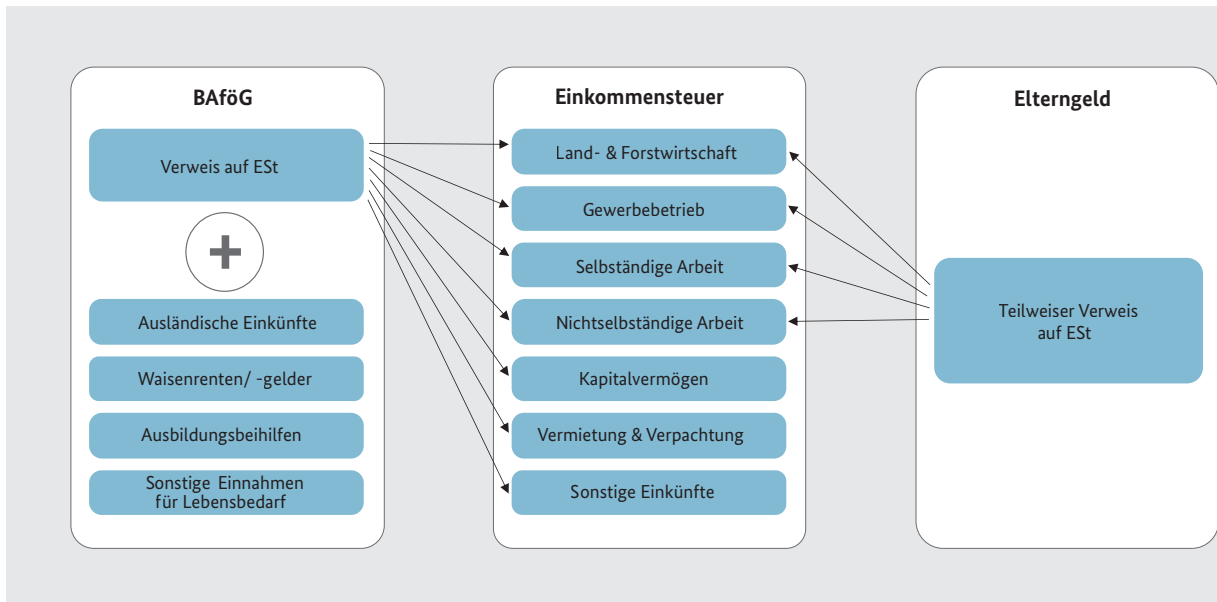 BAföG
Verweis auf ESt
+
Ausländische Einkünfte
Waisenrenten/ -gelder
Ausbildungsbeihilfen
Sonstige Einnahmen
für Lebensbedarf
Einkommensteuer
Land- & Forstwirtschaft
Gewerbebetrieb
Selbständige Arbeit
Nichtselbständige Arbeit
Kapitalvermögen
Vermietung & Verpachtung
Sonstige Einkünfte
Elterngeld
Teilweiser Verweis
auf ESt